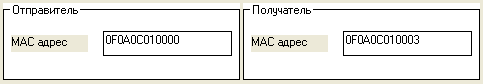 Отправитель
MAC адрес 0F0A0C010000
Получатель
MAC адрес 0F0A0C010003